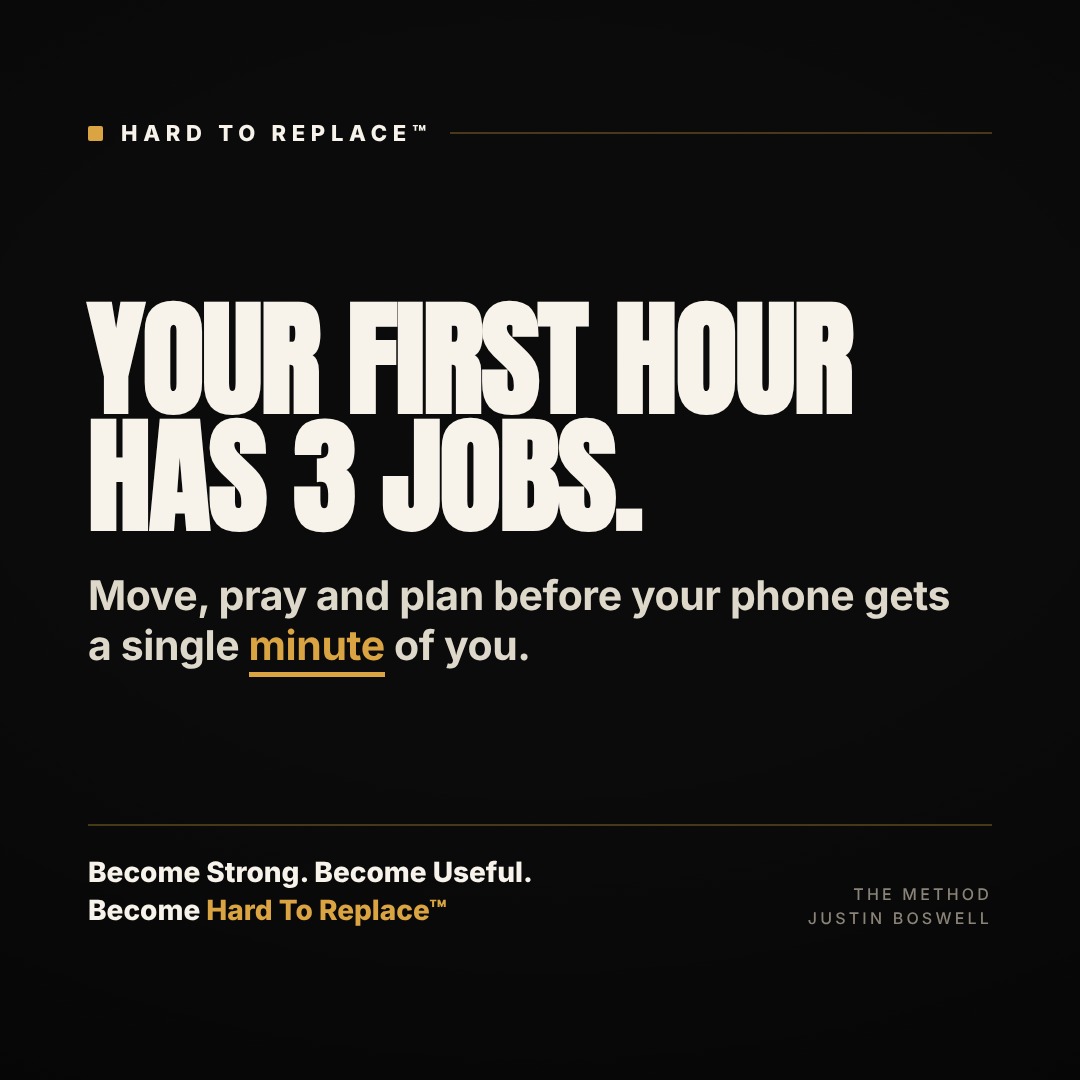 HARD TO REPLACE™
YOUR FIRST HOUR
HAS 3 JOBS.
Move, pray and plan before your phone gets
a single minute of you.
Become Strong. Become Useful.
Become Hard To Replace™
THE METHOD
JUSTIN BOSWELL